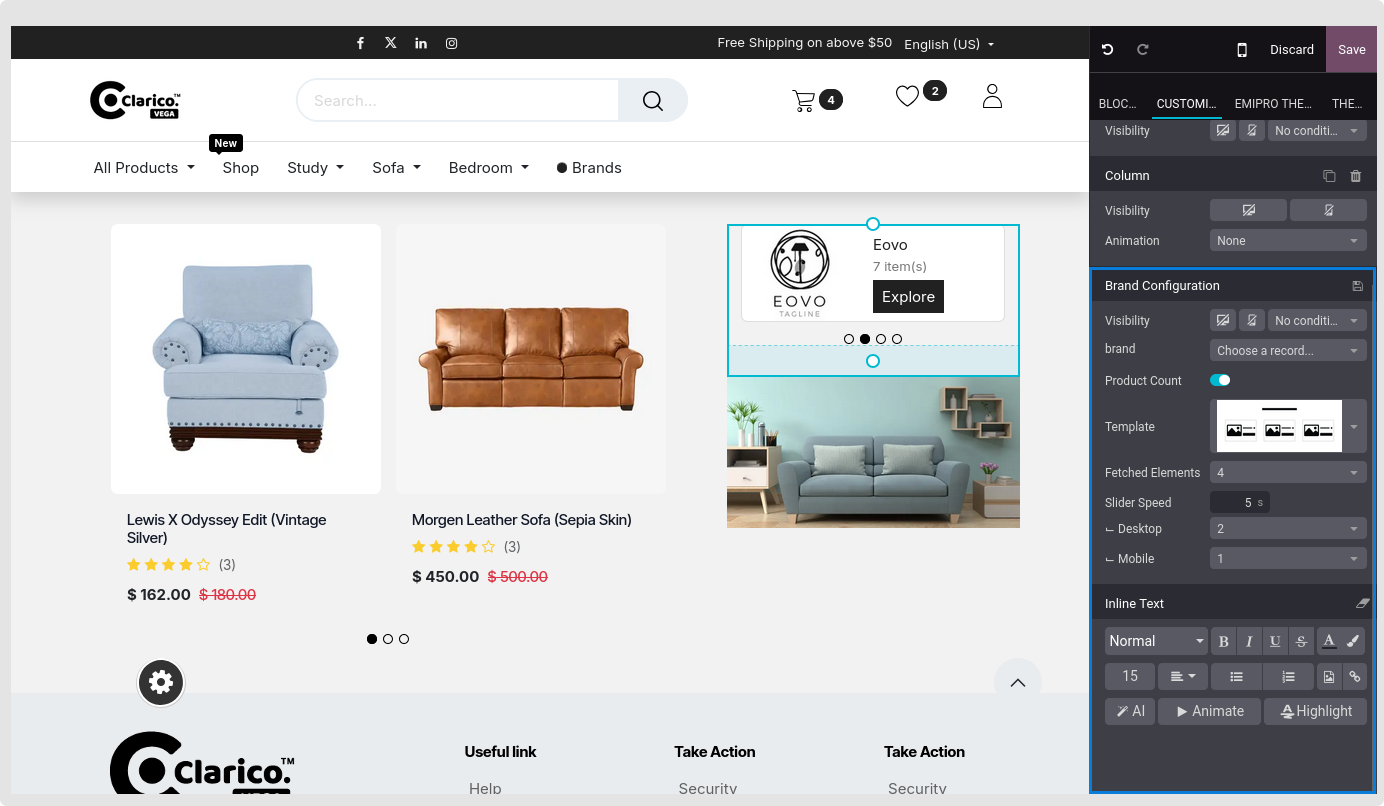 Free Shipping on above $50 English (US)
Discard Save
Clarico.™
VEGA
Search...
4
2
BLOC... CUSTOMI... EMIPRO THE... THE...
Visibility No conditi...
New
All Products Shop Study Sofa Bedroom Brands
Column
Visibility
Animation None
Eovo
7 item(s)
Explore
EOVO
TAGLINE
Brand Configuration
Visibility No conditi...
brand Choose a record...
Product Count
Template
Fetched Elements 4
Slider Speed 5 s
Desktop 2
Mobile 1
Lewis X Odyssey Edit (Vintage
Silver)
(3)
$ 162.00 $ 180.00
Morgen Leather Sofa (Sepia Skin)
(3)
$ 450.00 $ 500.00
Inline Text
Normal B I U S A
15
AI Animate Highlight
Clarico.™
VEGA
Useful link Take Action Take Action
Help Security Security